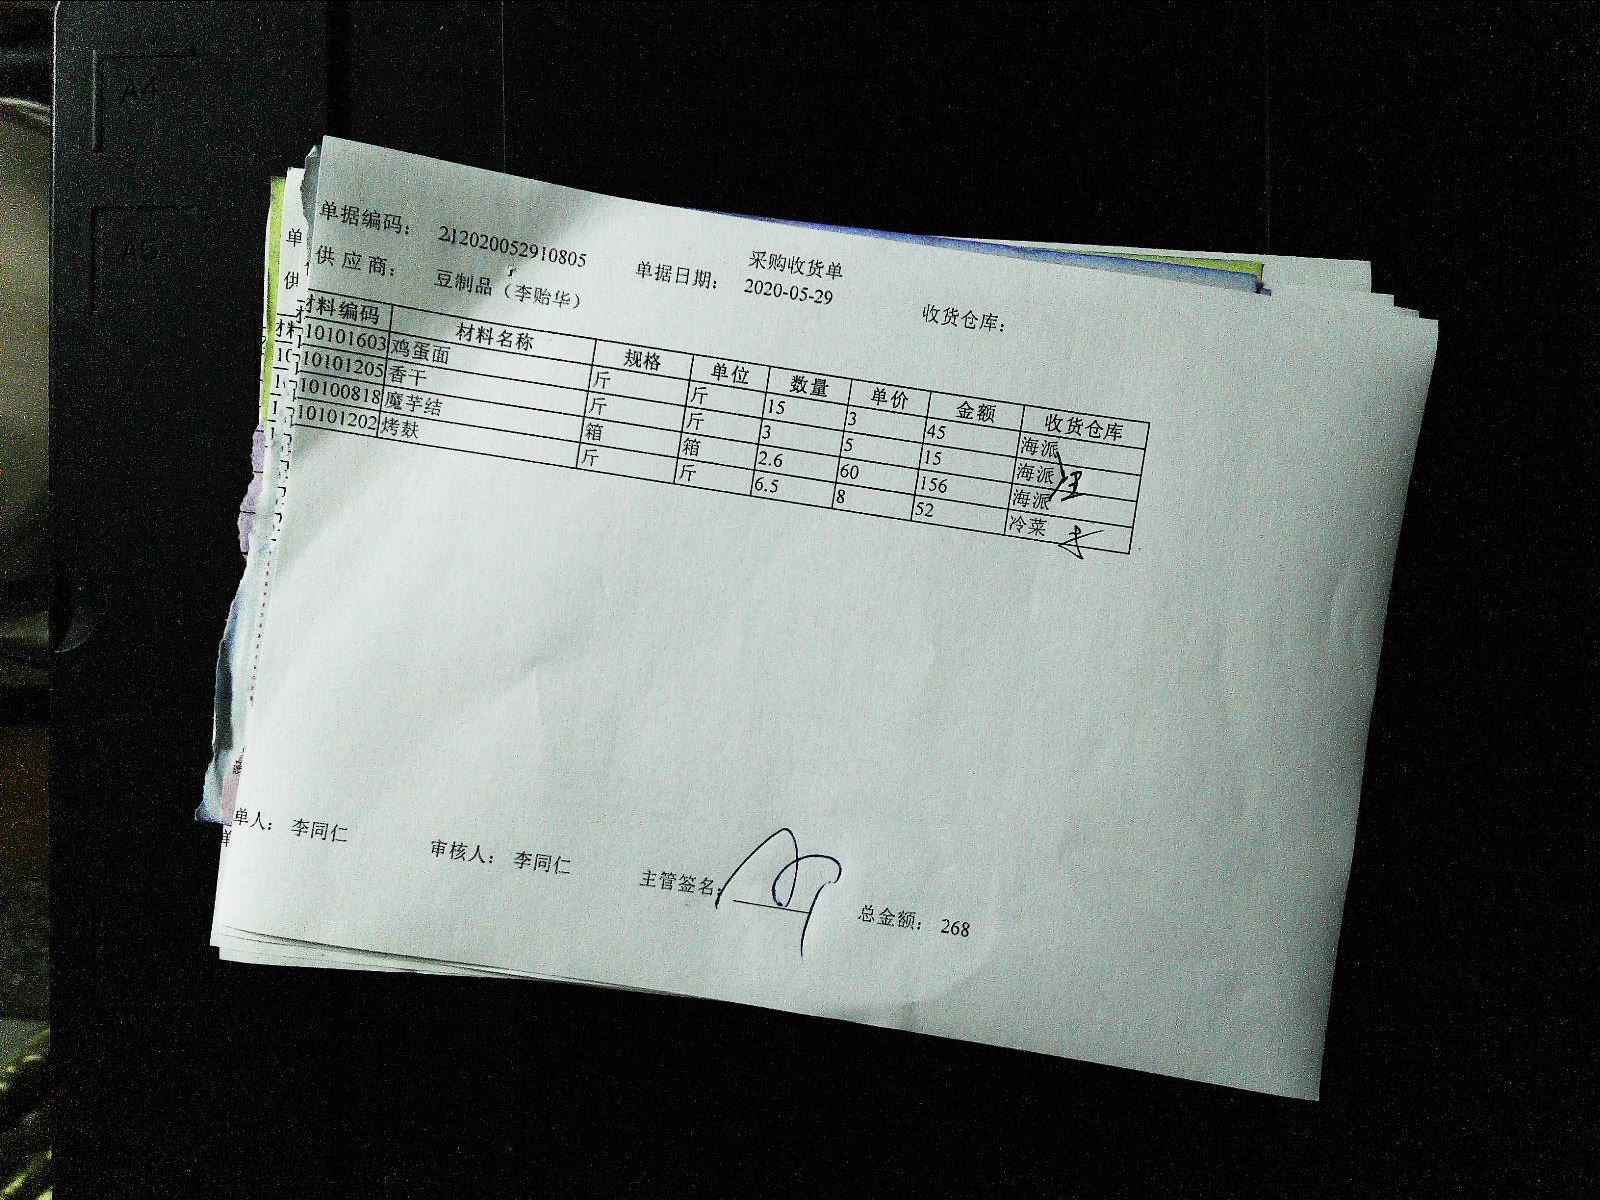 采购收货单
单据编码： 212020052910805 单据日期： 2020-05-29 收货仓库：
供应商： 豆制品（李贻华）
材料编码 材料名称 规格 单位 数量 单价 金额 收货仓库
10101603 鸡蛋面 斤 斤 15 3 45 海派
10101205 香干 斤 斤 3 5 15 海派
10100818 魔芋结 箱 箱 2.6 60 156 海派
10101202 烤麸 斤 斤 6.5 8 52 冷菜
单人： 李同仁 审核人： 李同仁 主管签名： 总金额： 268
A4
A5